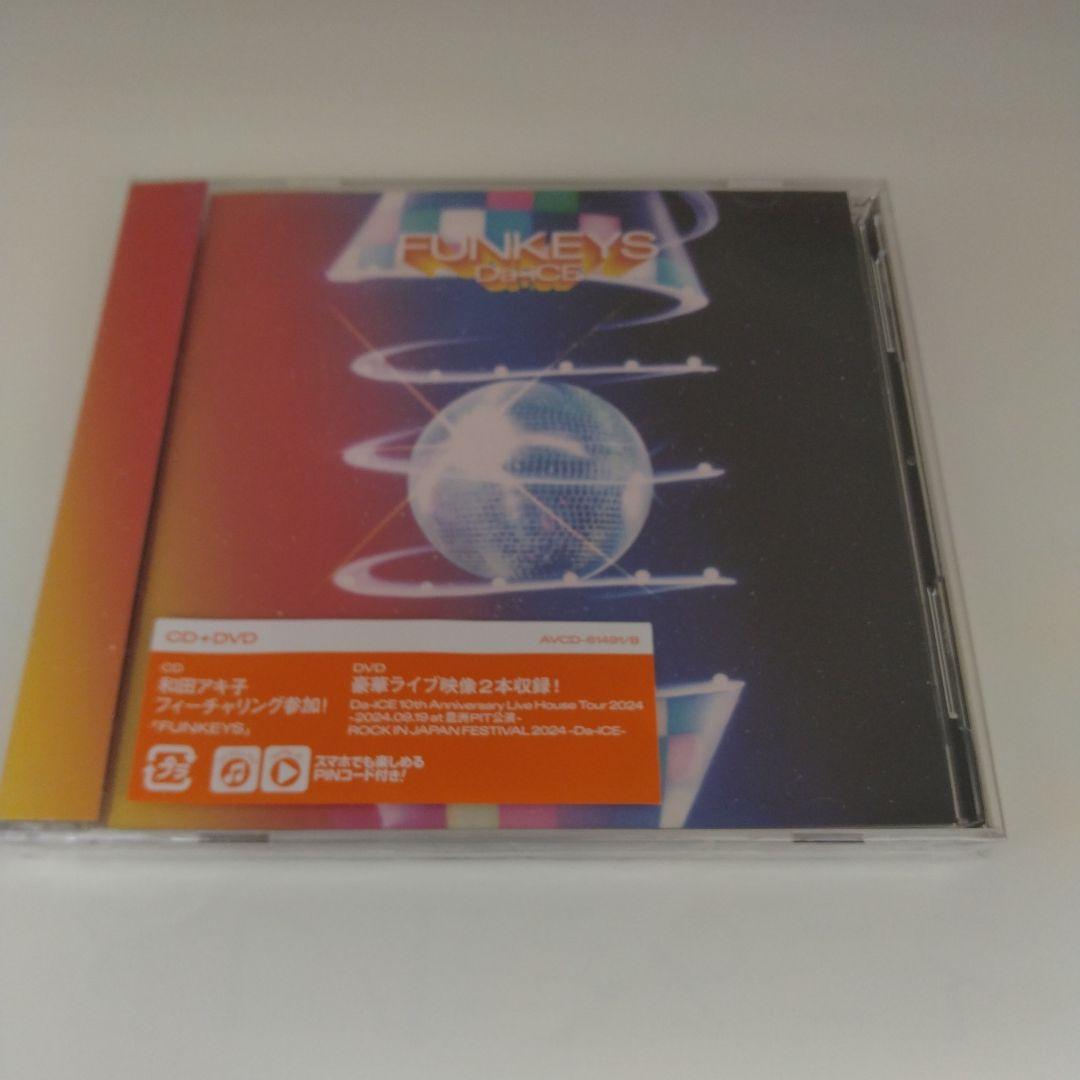 FUNKEYS
Da-iCE
CD+DVD
AVCD-61491/B
CD
和田アキ子
フィーチャリング参加!
「FUNKEYS」
DVD
豪華ライブ映像2本収録!
Da-iCE 10th Anniversary Live House Tour 2024
-2024.09.19 at 豊洲PIT公演-
ROCK IN JAPAN FESTIVAL 2024 -Da-iCE-
スマホでも楽しめる
PINコード付き!